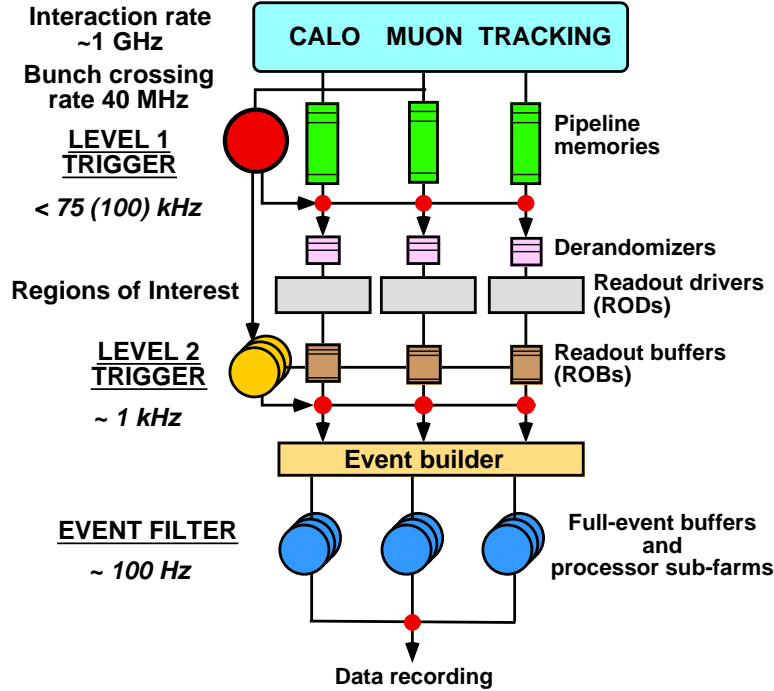 Interaction rate
~1 GHz
CALO MUON TRACKING
Bunch crossing
rate 40 MHz
LEVEL 1
TRIGGER
Pipeline
memories
< 75 (100) kHz
Derandomizers
Regions of Interest
Readout drivers
(RODs)
LEVEL 2
TRIGGER
Readout buffers
(ROBs)
~ 1 kHz
Event builder
EVENT FILTER
~ 100 Hz
Full-event buffers
and
processor sub-farms
Data recording